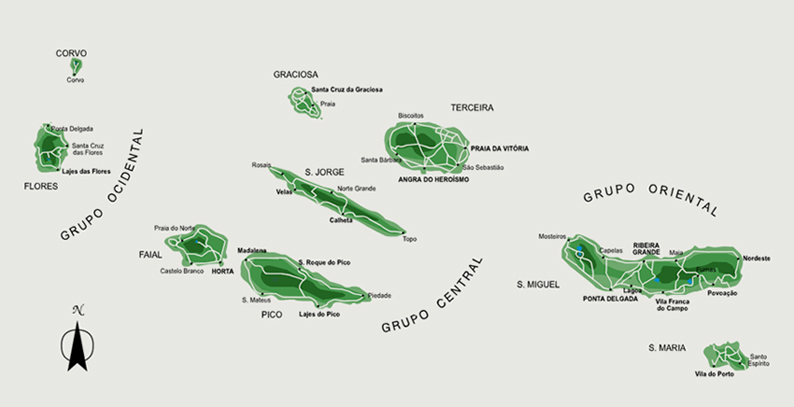 CORVO
Corvo
Ponta Delgada
Santa Cruz
das Flores
Lajes das Flores
FLORES
GRUPO OCIDENTAL
GRACIOSA
Santa Cruz da Graciosa
Praia
TERCEIRA
Biscoitos
PRAIA DA VITÓRIA
Santa Bárbara
São Sebastião
ANGRA DO HEROÍSMO
Rosais
S. JORGE
Velas
Norte Grande
Calheta
Topo
Praia do Norte
FAIAL
Castelo Branco
HORTA
Madalena
S. Roque do Pico
S. Mateus
Piedade
PICO
Lajes do Pico
GRUPO CENTRAL
GRUPO ORIENTAL
Mosteiros
Capelas
RIBEIRA
GRANDE
Maia
Nordeste
Furnas
S. MIGUEL
PONTA DELGADA
Lagoa
Vila Franca
do Campo
Povoação
S. MARIA
Santo
Espírito
Vila do Porto
N